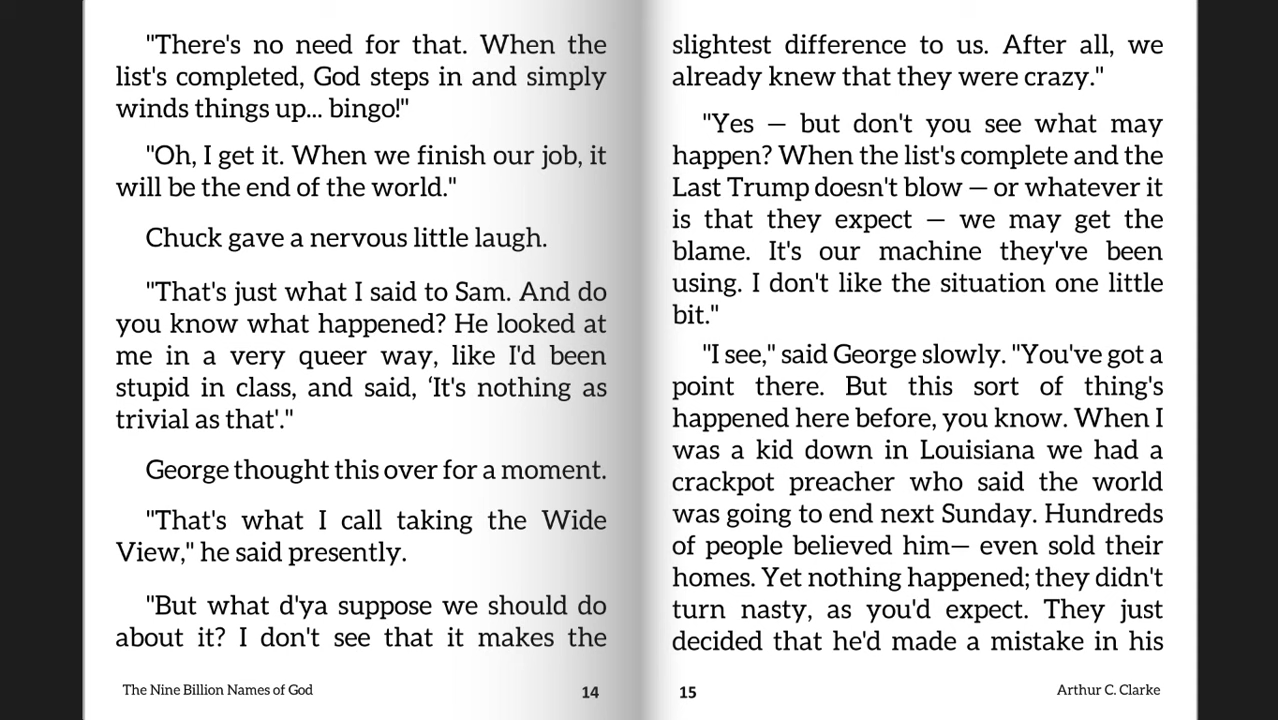 "There's no need for that. When the
list's completed, God steps in and simply
winds things up... bingo!"
"Oh, I get it. When we finish our job, it
will be the end of the world."
Chuck gave a nervous little laugh.
"That's just what I said to Sam. And do
you know what happened? He looked at
me in a very queer way, like I'd been
stupid in class, and said, ‘It's nothing as
trivial as that'."
George thought this over for a moment.
"That's what I call taking the Wide
View," he said presently.
"But what d'ya suppose we should do
about it? I don't see that it makes the
The Nine Billion Names of God 14
slightest difference to us. After all, we
already knew that they were crazy."
"Yes — but don't you see what may
happen? When the list's complete and the
Last Trump doesn't blow — or whatever it
is that they expect — we may get the
blame. It's our machine they've been
using. I don't like the situation one little
bit."
"I see," said George slowly. "You've got a
point there. But this sort of thing's
happened here before, you know. When I
was a kid down in Louisiana we had a
crackpot preacher who said the world
was going to end next Sunday. Hundreds
of people believed him— even sold their
homes. Yet nothing happened; they didn't
turn nasty, as you'd expect. They just
decided that he'd made a mistake in his
15 Arthur C. Clarke